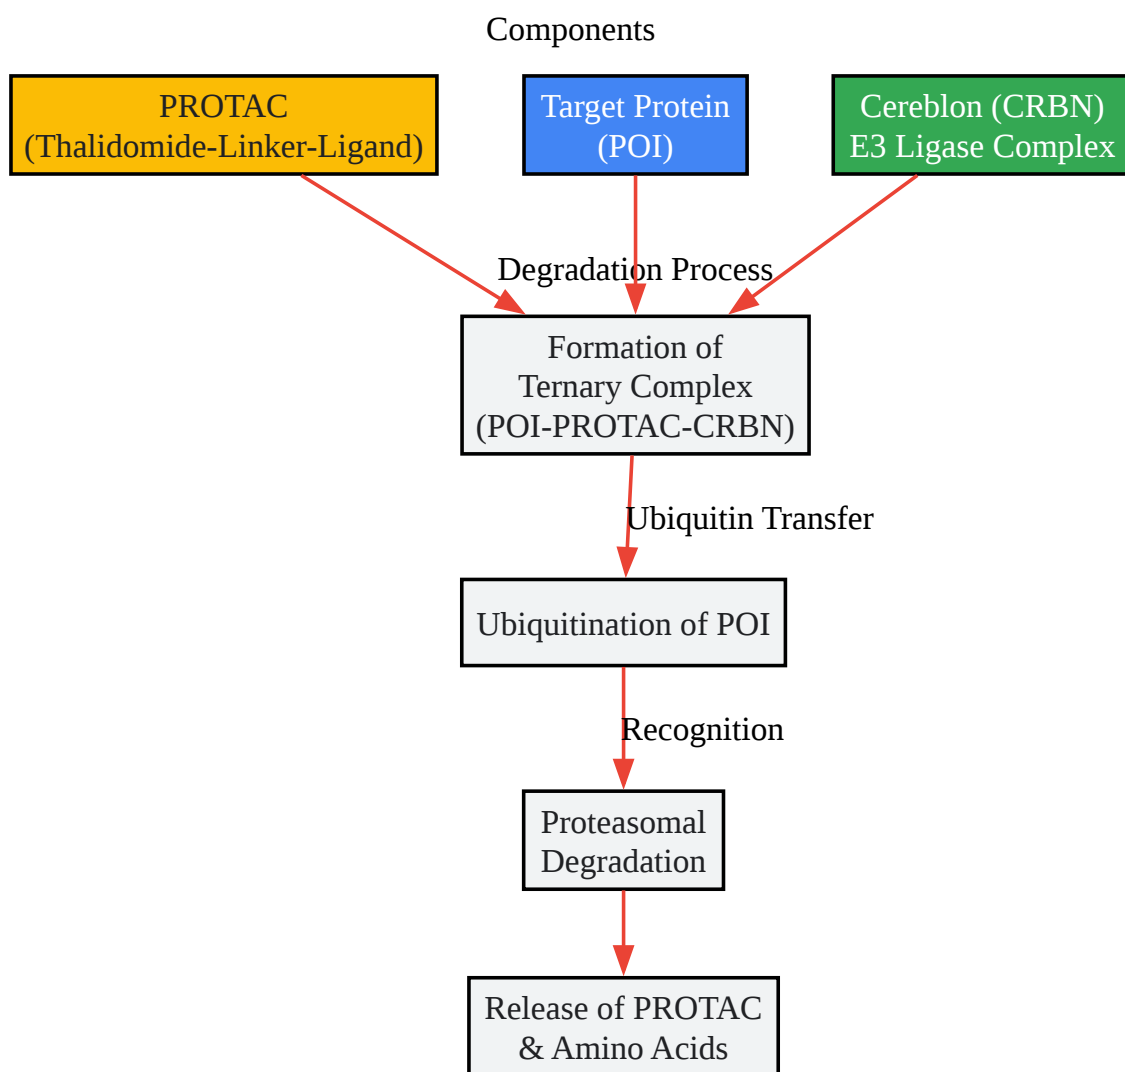 Components
PROTAC
(Thalidomide-Linker-Ligand)
Target Protein
(POI)
Cereblon (CRBN)
E3 Ligase Complex
Degradation Process
Formation of
Ternary Complex
(POI-PROTAC-CRBN)
Ubiquitin Transfer
Ubiquitination of POI
Recognition
Proteasomal
Degradation
Release of PROTAC
& Amino Acids